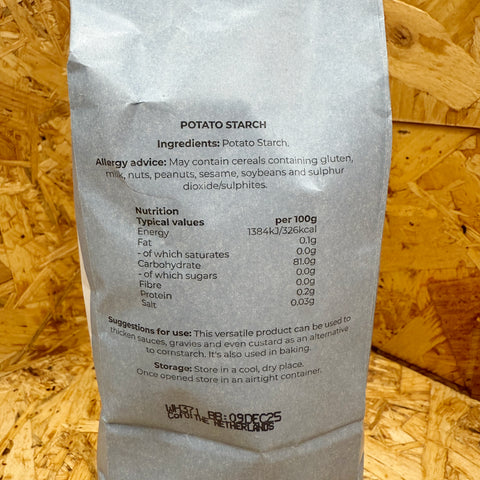 POTATO STARCH
Ingredients: Potato Starch.
Allergy advice: May contain cereals containing gluten,
milk, nuts, peanuts, sesame, soybeans and sulphur
dioxide/sulphites.
Nutrition
Typical values per 100g
Energy 1384kJ/326kcal
Fat 0.1g
- of which saturates 0.0g
Carbohydrate 81.0g
- of which sugars 0.0g
Fibre 0.0g
Protein 0.2g
Salt 0.03g
Suggestions for use: This versatile product can be used to
thicken sauces, gravies and even custard as an alternative
to cornstarch. It's also used in baking.
Storage: Store in a cool, dry place.
Once opened store in an airtight container.
WH371 BB:09DEC25
CofO:THE NETHERLANDS